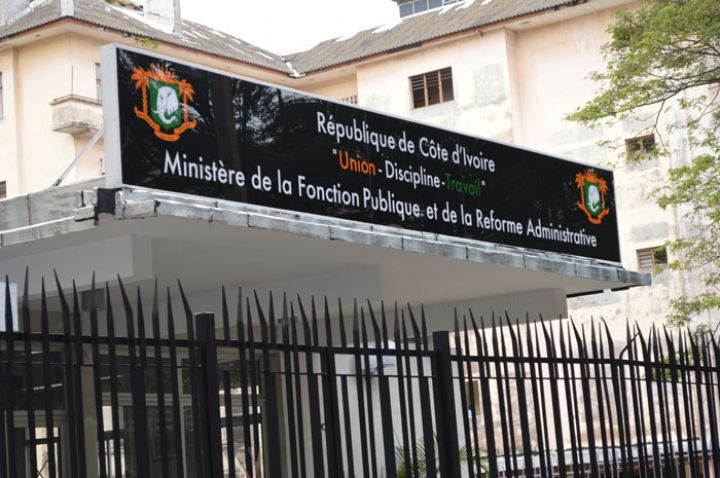 République de Côte d'Ivoire
"Union - Discipline - Travail"
Ministère de la Fonction Publique et de la Reforme Administrative